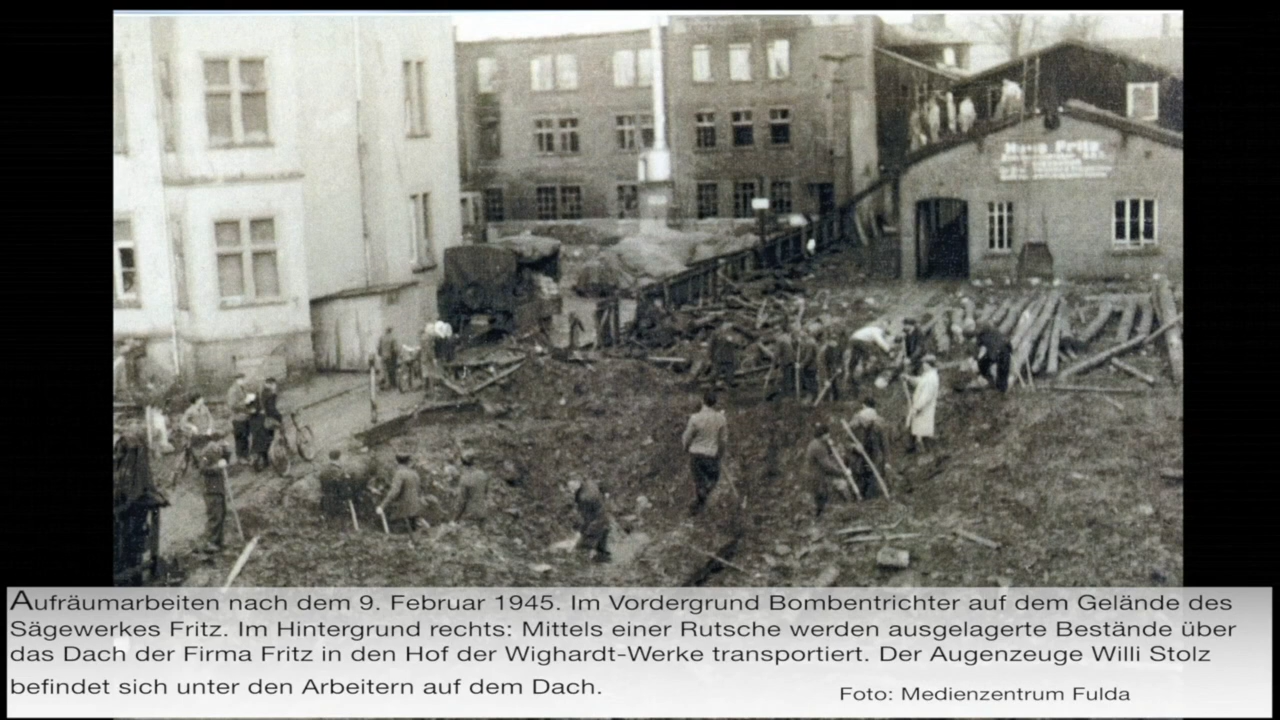 Hans Fritz
Aufräumarbeiten nach dem 9. Februar 1945. Im Vordergrund Bombentrichter auf dem Gelände des
Sägewerkes Fritz. Im Hintergrund rechts: Mittels einer Rutsche werden ausgelagerte Bestände über
das Dach der Firma Fritz in den Hof der Wighardt-Werke transportiert. Der Augenzeuge Willi Stolz
befindet sich unter den Arbeitern auf dem Dach.
Foto: Medienzentrum Fulda